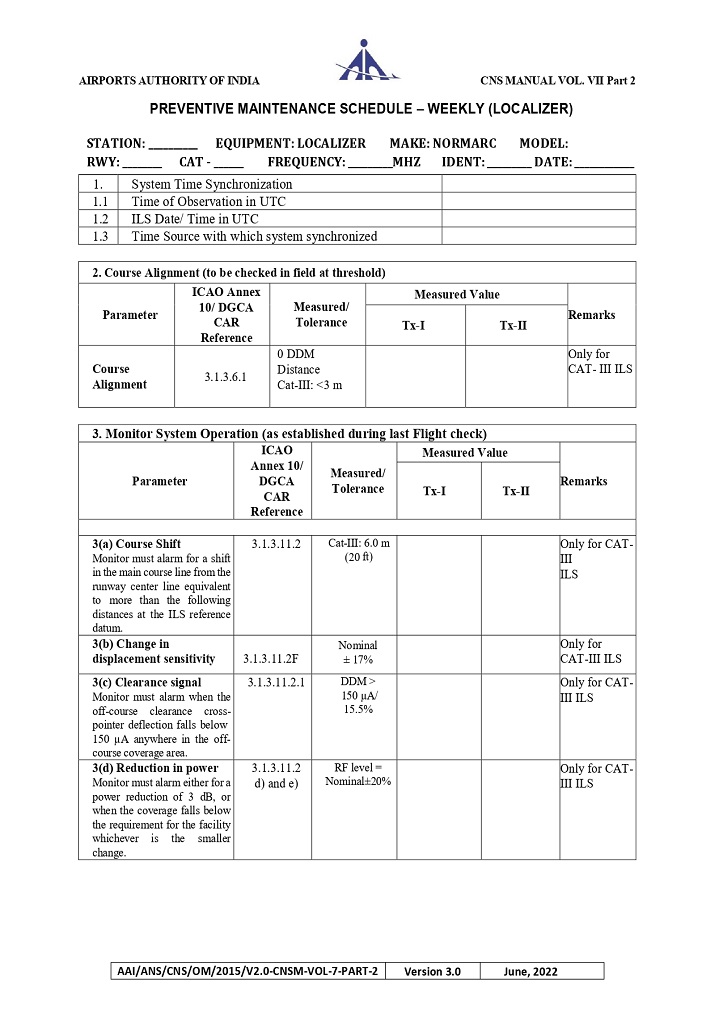 AIRPORTS AUTHORITY OF INDIA
CNS MANUAL VOL. VII Part 2
PREVENTIVE MAINTENANCE SCHEDULE – WEEKLY (LOCALIZER)
STATION: ________ EQUIPMENT: LOCALIZER MAKE: NORMARC MODEL:
RWY: ______ CAT - _____ FREQUENCY: _______MHZ IDENT: _______ DATE: _________
1. System Time Synchronization
1.1 Time of Observation in UTC
1.2 ILS Date/ Time in UTC
1.3 Time Source with which system synchronized
2. Course Alignment (to be checked in field at threshold)
Parameter
ICAO Annex
10/ DGCA
CAR
Reference
Measured/
Tolerance
Measured Value
Tx-I
Tx-II
Remarks
Course
Alignment
3.1.3.6.1
0 DDM
Distance
Cat-III: <3 m
Only for
CAT- III ILS
3. Monitor System Operation (as established during last Flight check)
Parameter
ICAO
Annex 10/
DGCA
CAR
Reference
Measured/
Tolerance
Measured Value
Tx-I
Tx-II
Remarks
3(a) Course Shift
Monitor must alarm for a shift
in the main course line from the
runway center line equivalent
to more than the following
distances at the ILS reference
datum.
3.1.3.11.2
Cat-III: 6.0 m
(20 ft)
Only for CAT-
III
ILS
3(b) Change in
displacement sensitivity
3.1.3.11.2F
Nominal
± 17%
Only for
CAT-III ILS
3(c) Clearance signal
Monitor must alarm when the
off-course clearance cross-
pointer deflection falls below
150 µA anywhere in the off-
course coverage area.
3.1.3.11.2.1
DDM >
150 µA/
15.5%
Only for CAT-
III ILS
3(d) Reduction in power
Monitor must alarm either for a
power reduction of 3 dB, or
when the coverage falls below
the requirement for the facility
whichever is the smaller
change.
3.1.3.11.2
d) and e)
RF level =
Nominal±20%
Only for CAT-
III ILS
AAI/ANS/CNS/OM/2015/V2.0-CNSM-VOL-7-PART-2 Version 3.0 June, 2022